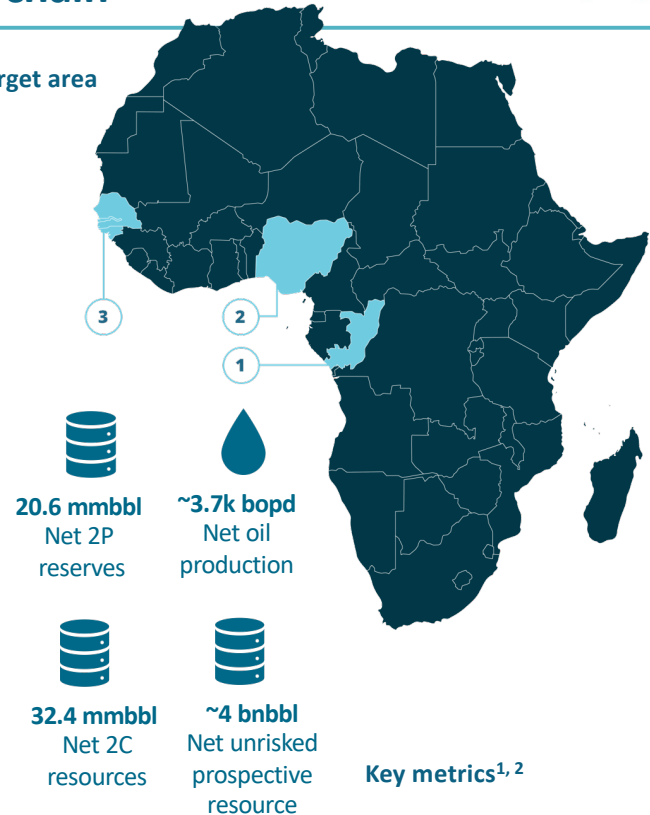 rget area
3
2
1
20.6 mmbbl
Net 2P
reserves
~3.7k bopd
Net oil
production
32.4 mmbbl
Net 2C
resources
~4 bnbbl
Net unrisked
prospective
resource
Key metrics1, 2